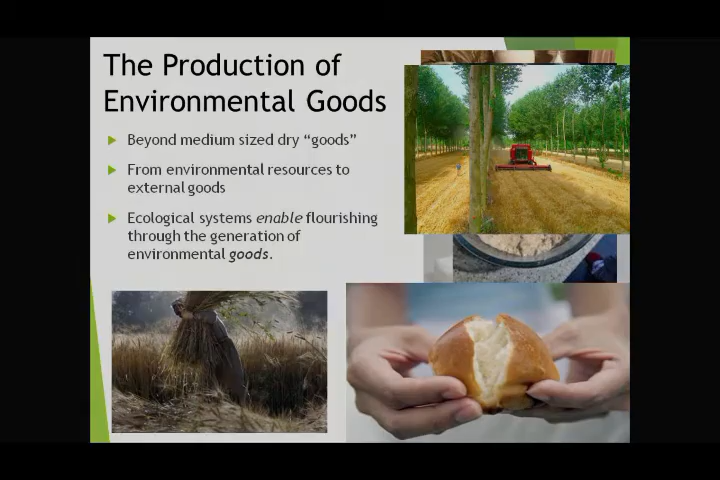 The Production of
Environmental Goods
Beyond medium sized dry “goods”
From environmental resources to
external goods
Ecological systems enable flourishing
through the generation of
environmental goods.